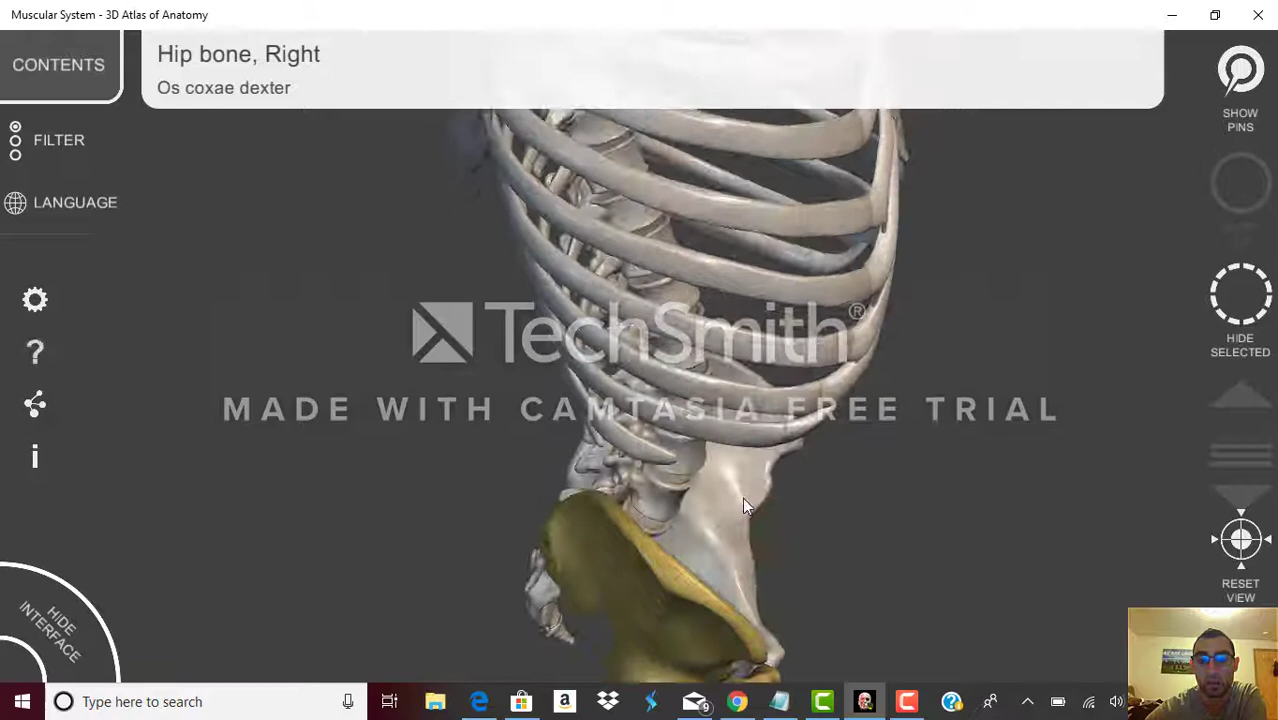 Muscular System - 3D Atlas of Anatomy
CONTENTS
Hip bone, Right
Os coxae dexter
SHOW
PINS
FILTER
LANGUAGE
TechSmith®
MADE WITH CAMTASIA FREE TRIAL
HIDE
SELECTED
?
i
RESET
VIEW
HIDE
INTERFACE
Type here to search
a
9
C
C
?